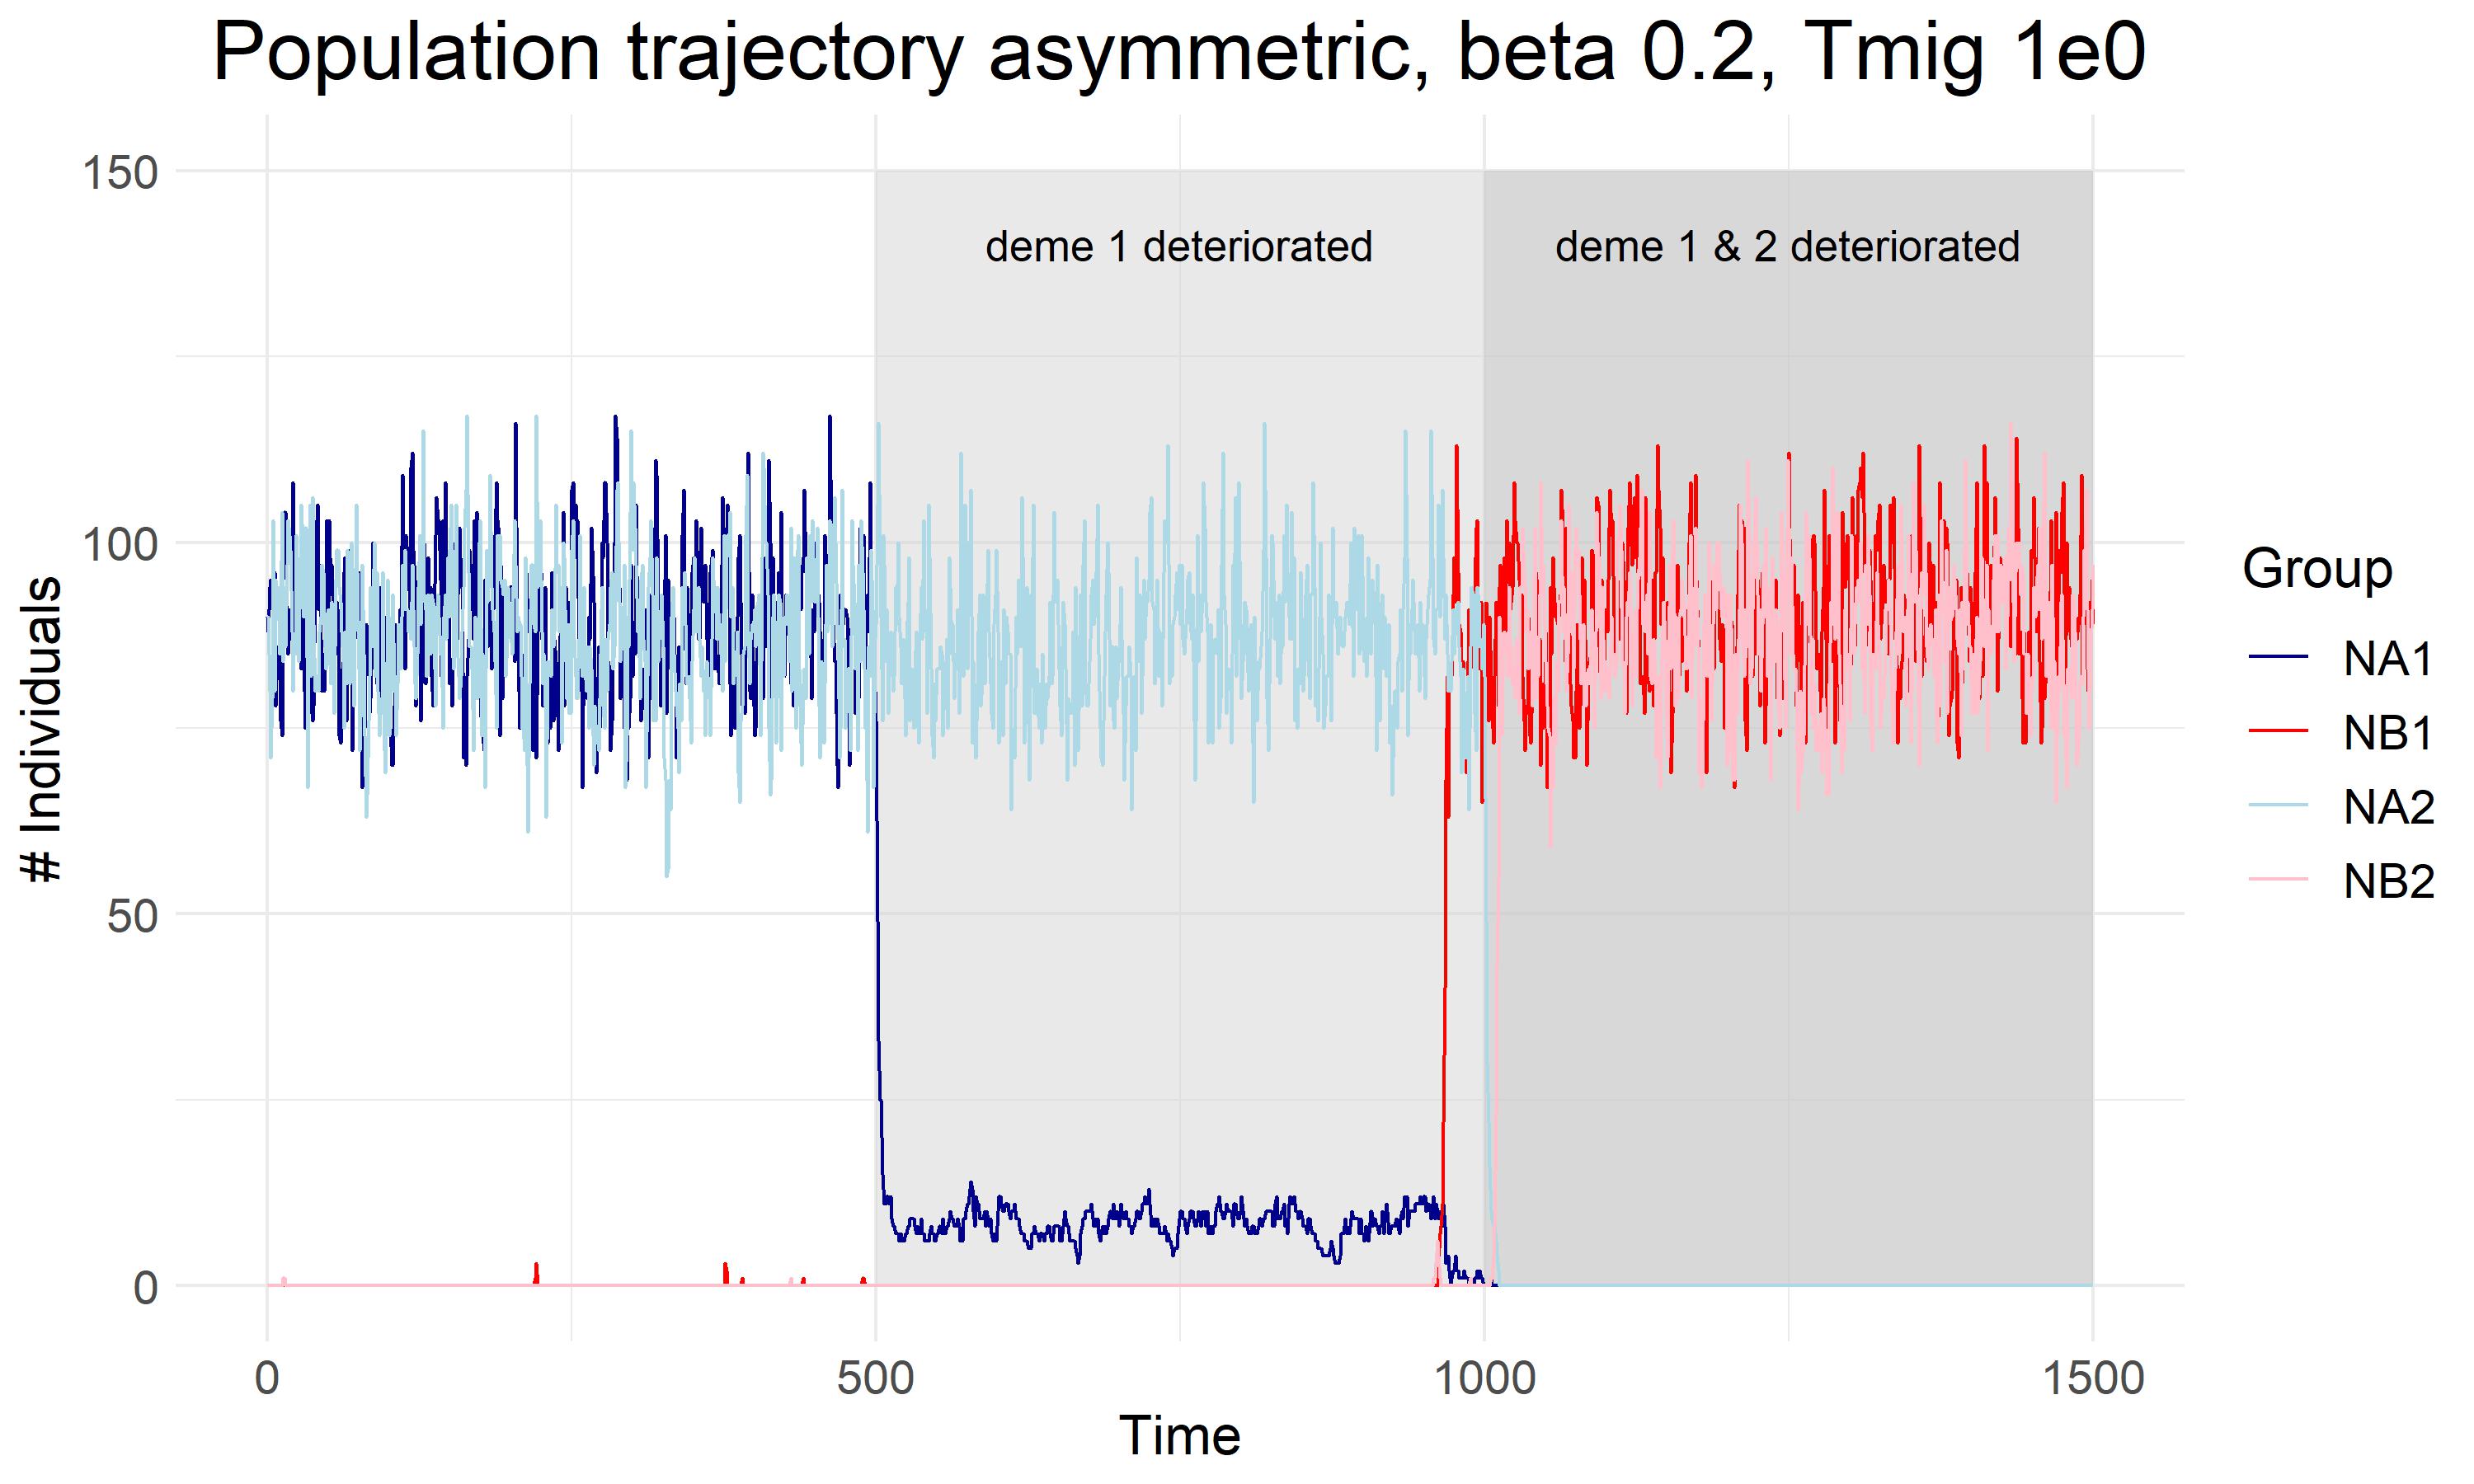 Population trajectory asymmetric, beta 0.2, Tmig 1e0
150
deme 1 deteriorated
deme 1 & 2 deteriorated
100
# Individuals
50
0
0
500
1000
1500
Time
Group
NA1
NB1
NA2
NB2